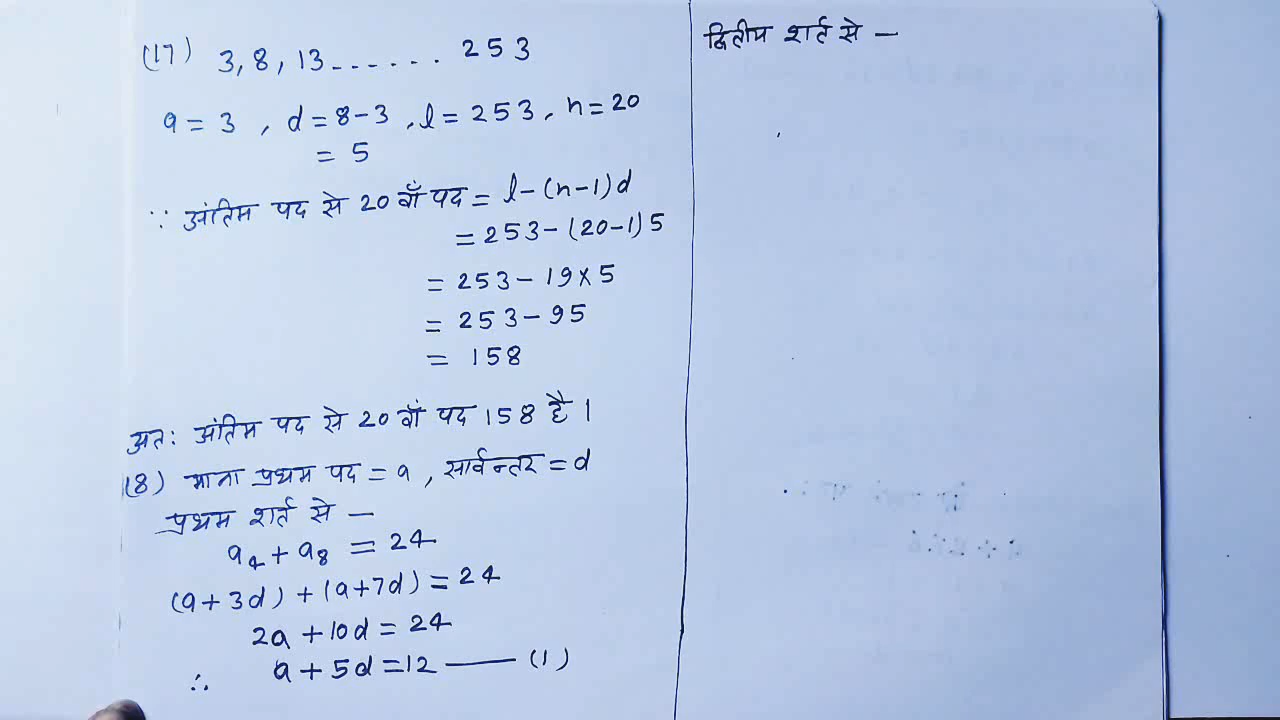 (17) 3, 8, 13 - . - - . . . 253
a = 3 , d = 8 - 3 , l = 253 , n = 20
= 5
∵ अंतिम पद से 20 वाँ पद = l - (n - 1) d
= 253 - (20 - 1) 5
= 253 - 19 × 5
= 253 - 95
= 158
अतः अंतिम पद से 20 वाँ पद 158 है।
(8) माना प्रथम पद = a , सार्वन्तर = d
प्रथम शर्त से —
a₄ + a₈ = 24
(a + 3d) + (a + 7d) = 24
2a + 10d = 24
∴ a + 5d = 12 —— (1)
द्वितीय शर्त से —